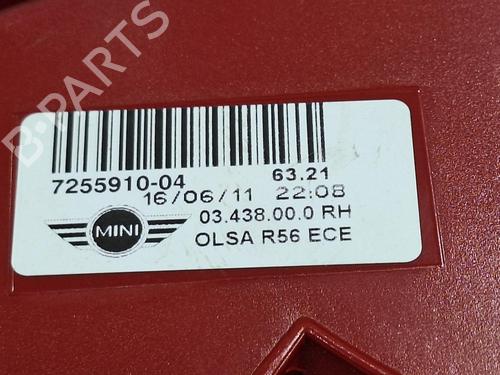 B-PARTS
7255910-04 63.21
16/06/11 22:08
MINI 03.438.00.0 RH
OLSA R56 ECE